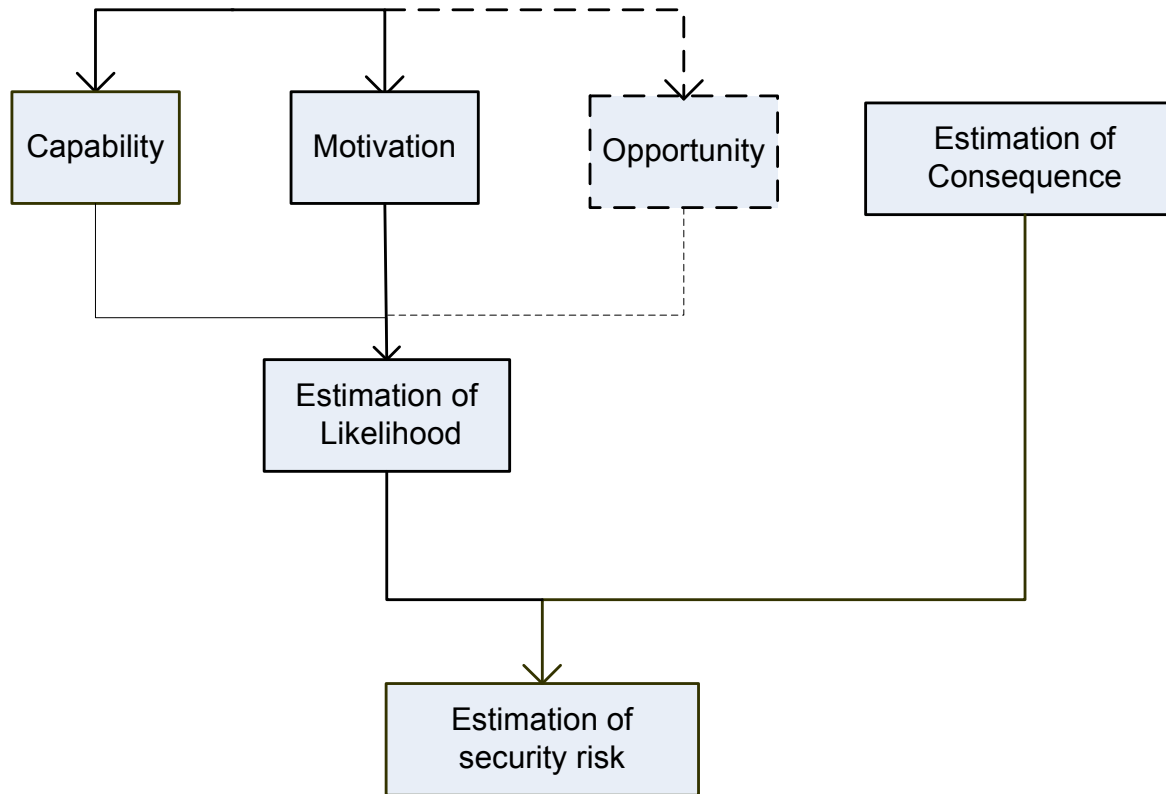 Capability
Motivation
Opportunity
Estimation of
Consequence
Estimation of
Likelihood
Estimation of
security risk